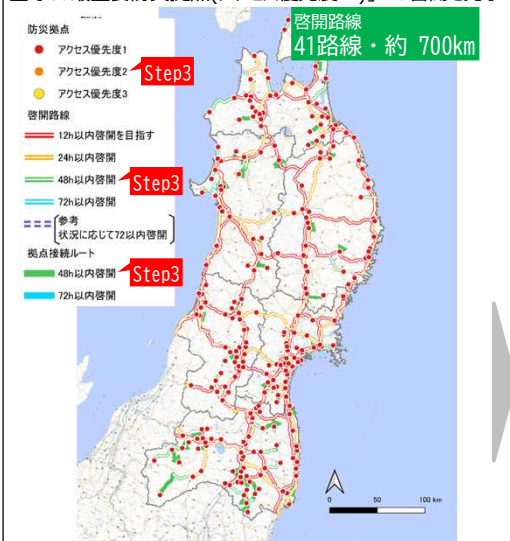 防災拠点
アクセス優先度1
アクセス優先度2
Step3
アクセス優先度3
啓開路線
12h以内啓開を目指す
24h以内啓開
48h以内啓開
Step3
72h以内啓開
(参考
状況に応じて72以内啓開)
拠点接続ルート
48h以内啓開
Step3
72h以内啓開
啓開路線
41路線・約 700km
0 50 100 km